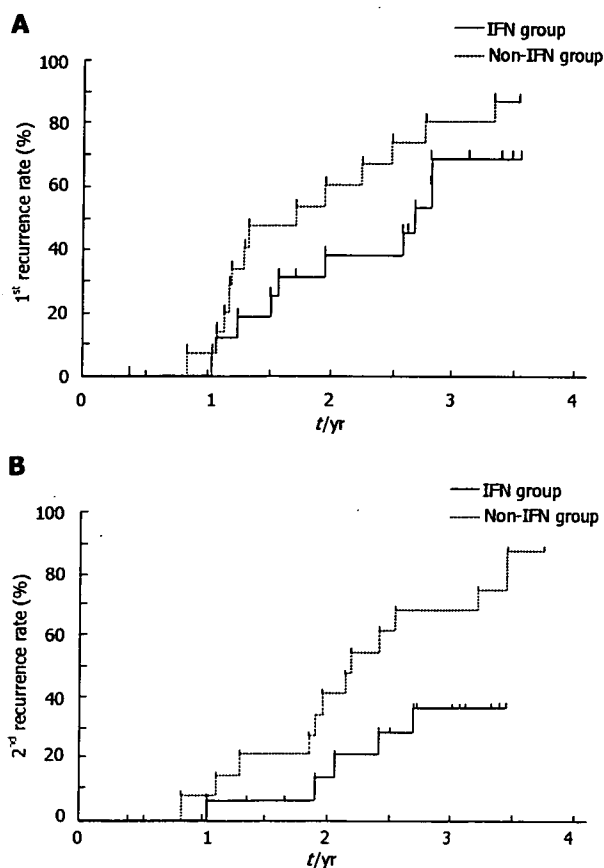 A
IFN group
Non-IFN group
100
80
60
40
20
0
1st recurrence rate (%)
0 1 2 3 4
t/yr
B
IFN group
Non-IFN group
100
80
60
40
20
0
2nd recurrence rate (%)
0 1 2 3 4
t/yr